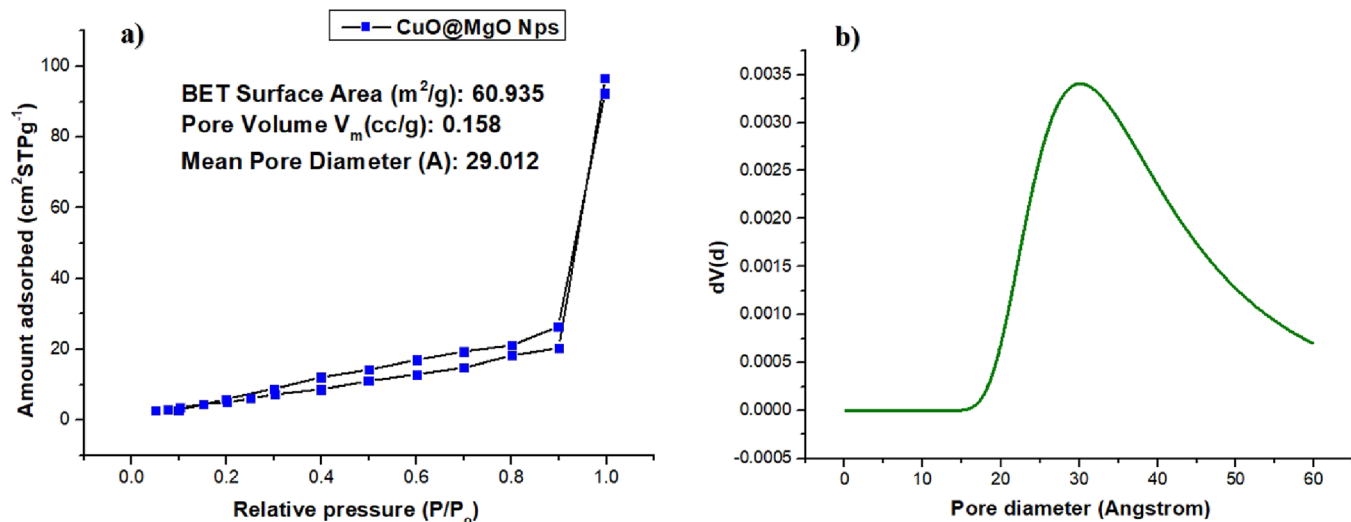 a)
CuO@MgO Nps
BET Surface Area (m²/g): 60.935
Pore Volume Vₘ(cc/g): 0.158
Mean Pore Diameter (A): 29.012
Amount adsorbed (cm²STPg⁻¹)
100
80
60
40
20
0
0.0 0.2 0.4 0.6 0.8 1.0
Relative pressure (P/Pₒ)
b)
dV(d)
0.0035
0.0030
0.0025
0.0020
0.0015
0.0010
0.0005
0.0000
-0.0005
0 10 20 30 40 50 60
Pore diameter (Angstrom)